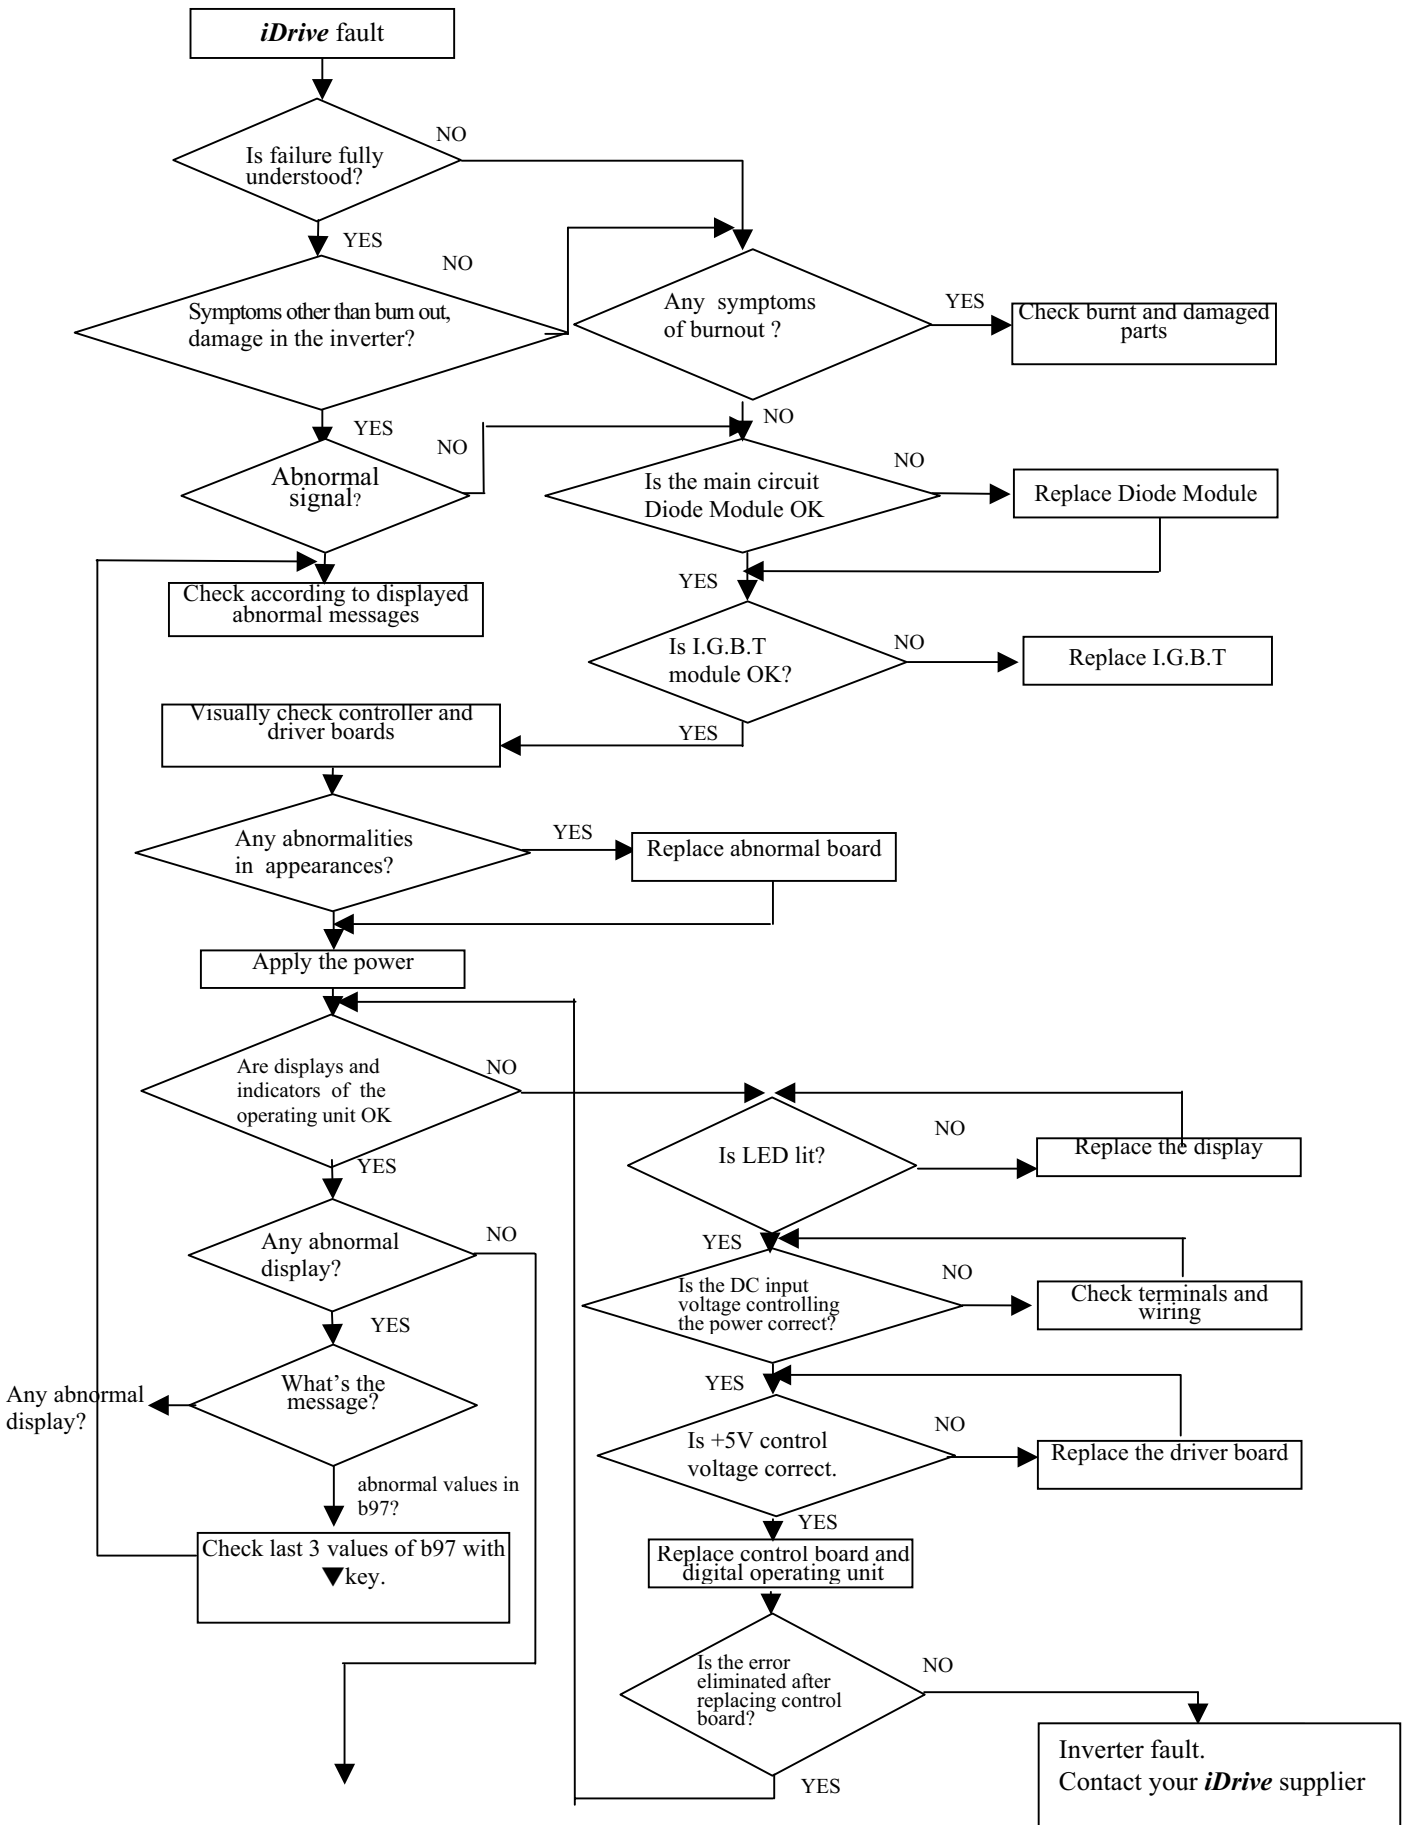 iDrive fault
NO
Is failure fully
understood?
YES
NO
Symptoms other than burn out,
damage in the inverter?
Any symptoms
of burnout ?
YES
Check burnt and damaged
parts
YES
NO
NO
Abnormal
signal?
Is the main circuit
Diode Module OK
NO
Replace Diode Module
Check according to displayed
abnormal messages
YES
Is I.G.B.T
module OK?
NO
Replace I.G.B.T
YES
Visually check controller and
driver boards
Any abnormalities
in appearances?
YES
Replace abnormal board
Apply the power
Are displays and
indicators of the
operating unit OK
NO
YES
Is LED lit?
NO
Replace the display
Any abnormal
display?
NO
YES
YES
Is the DC input
voltage controlling
the power correct?
NO
Check terminals and
wiring
What's the
message?
Any abnormal
display?
YES
Is +5V control
voltage correct.
NO
Replace the driver board
abnormal values in
b97?
YES
Check last 3 values of b97 with
▼key.
Replace control board and
digital operating unit
Is the error
eliminated after
replacing control
board?
NO
YES
Inverter fault.
Contact your iDrive supplier